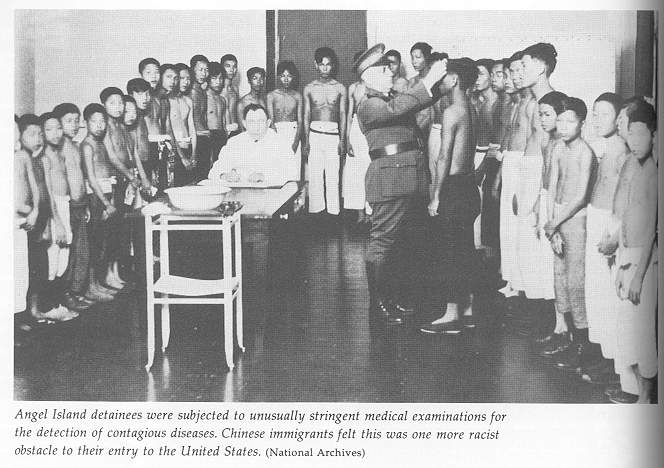 Angel Island detainees were subjected to unusually stringent medical examinations for
the detection of contagious diseases. Chinese immigrants felt this was one more racist
obstacle to their entry to the United States. (National Archives)